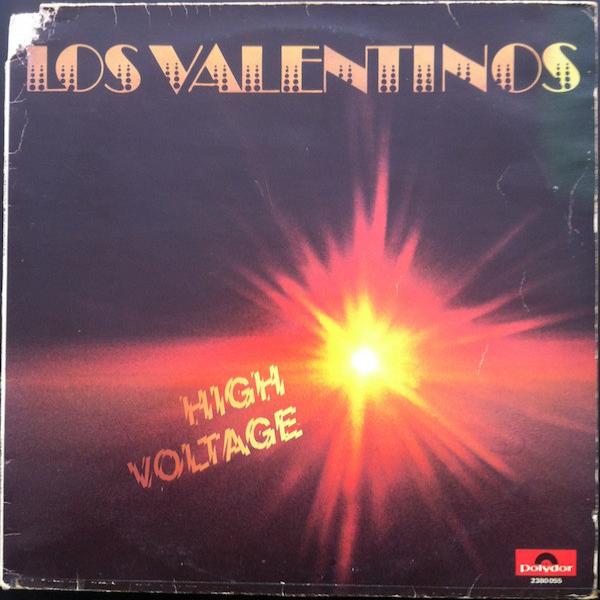 LOS VALENTINOS
HIGH
VOLTAGE
Polydor
2380 055